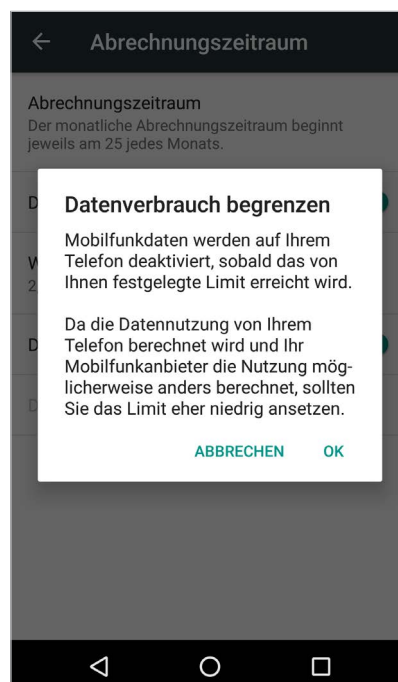 Abrechnungszeitraum
Abrechnungszeitraum
Der monatliche Abrechnungszeitraum beginnt
jeweils am 25 jedes Monats.
D
Datenverbrauch begrenzen
Mobilfunkdaten werden auf Ihrem
Telefon deaktiviert, sobald das von
Ihnen festgelegte Limit erreicht wird.
W
2
Da die Datennutzung von Ihrem
Telefon berechnet wird und Ihr
Mobilfunkanbieter die Nutzung mög-
licherweise anders berechnet, sollten
Sie das Limit eher niedrig ansetzen.
D
D
ABBRECHEN OK